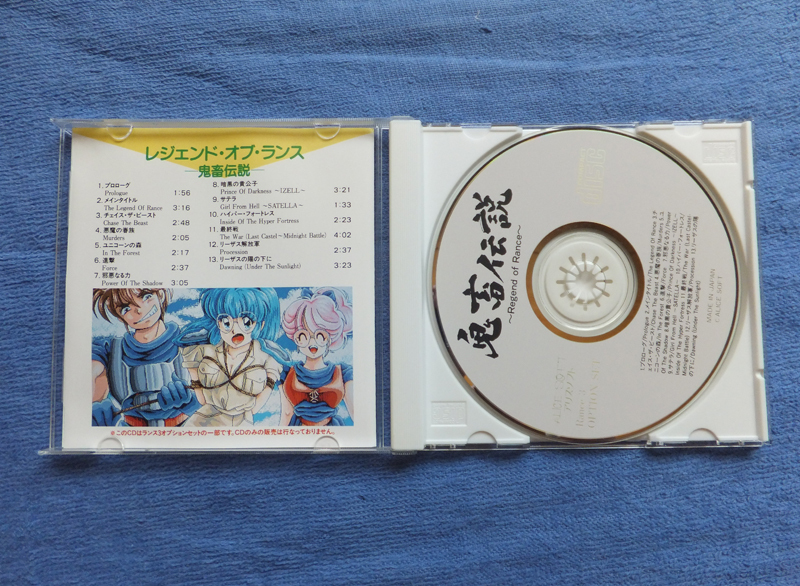 レジェンド・オブ・ランス
鬼畜伝説
1. プロローグ
Prologue 1:56
2. メインタイトル
The Legend Of Rance 3:16
3. チェイス・ザ・ビースト
Chase The Beast 2:48
4. 悪魔の眷族
Murders 2:05
5. ユニコーンの森
In The Forest 2:17
6. 進撃
Force 2:37
7. 邪悪なる力
Power Of The Shadow 3:05
8. 暗黒の貴公子
Prince Of Darkness ～IZELL～ 3:21
9. サテラ
Girl From Hell ～SATELLA～ 1:33
10. ハイパー・フォートレス
Inside Of The Hyper Fortress 2:23
11. 最終戦
The War (Last Castel～Midnight Battle) 4:02
12. リーザス解放軍
Procession 2:37
13. リーザスの陽の下に
Dawning (Under The Sunlight) 3:23
※このCDはランス3オプションセットの一部です。CDのみの販売は行なっておりません。
鬼畜伝説
～Regend of Rance～
MADE IN JAPAN
©ALICE SOFT